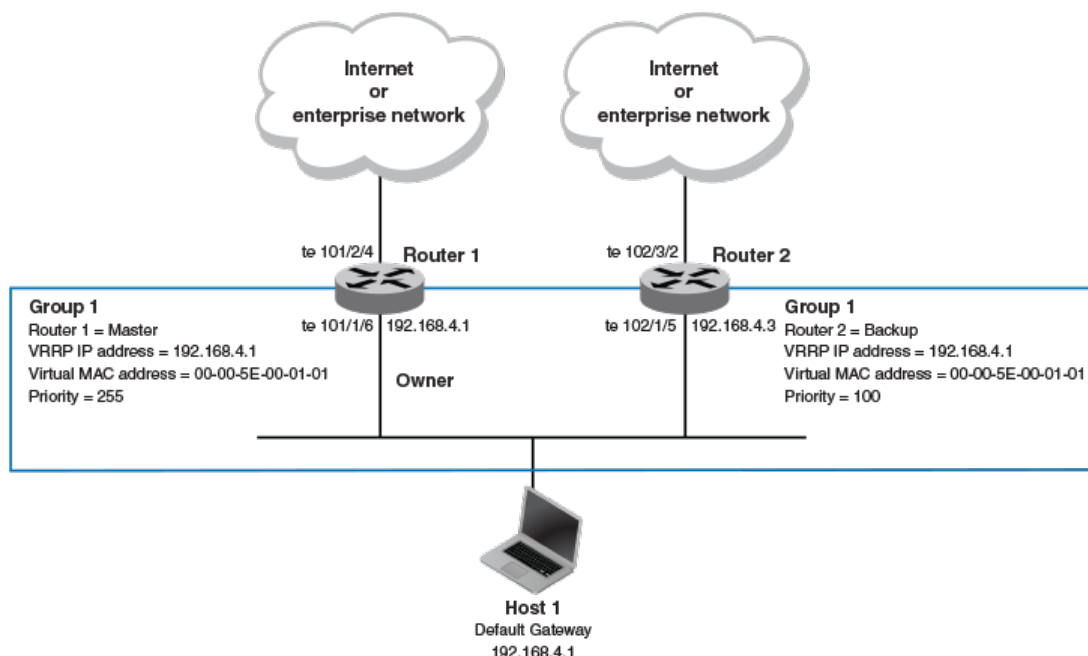 Internet
or
enterprise network
Internet
or
enterprise network
te 101/2/4
Router 1
te 102/3/2
Router 2
Group 1
Router 1 = Master
VRRP IP address = 192.168.4.1
Virtual MAC address = 00-00-5E-00-01-01
Priority = 255
te 101/1/6
192.168.4.1
Owner
te 102/1/5
192.168.4.3
Group 1
Router 2 = Backup
VRRP IP address = 192.168.4.1
Virtual MAC address = 00-00-5E-00-01-01
Priority = 100
Host 1
Default Gateway
192.168.4.1